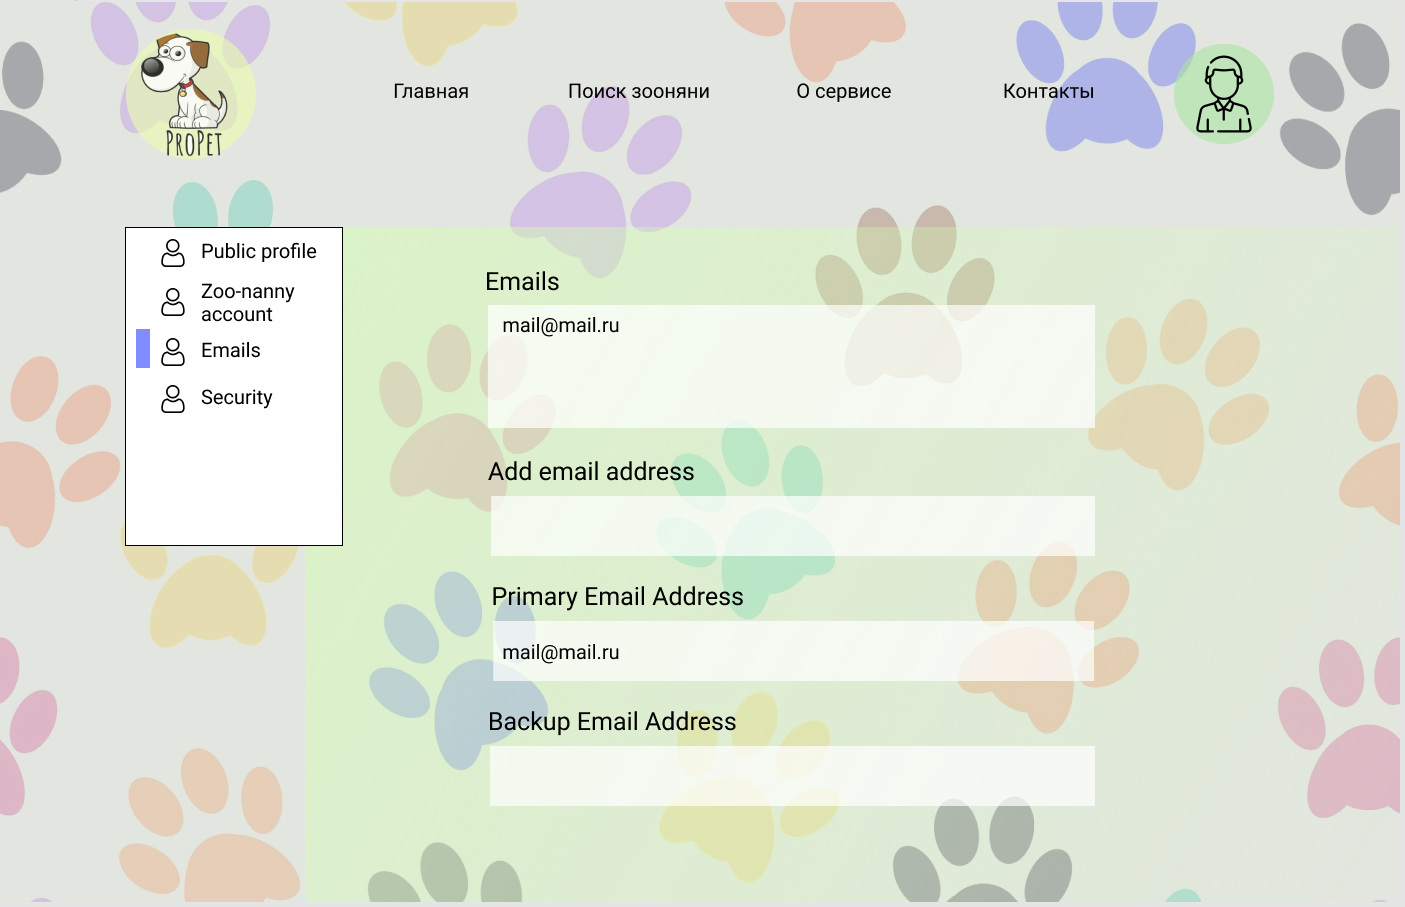 PROPET
Главная
Поиск зооняни
О сервисе
Контакты
Public profile
Zoo-nanny
account
Emails
Security
Emails
mail@mail.ru
Add email address
Primary Email Address
mail@mail.ru
Backup Email Address